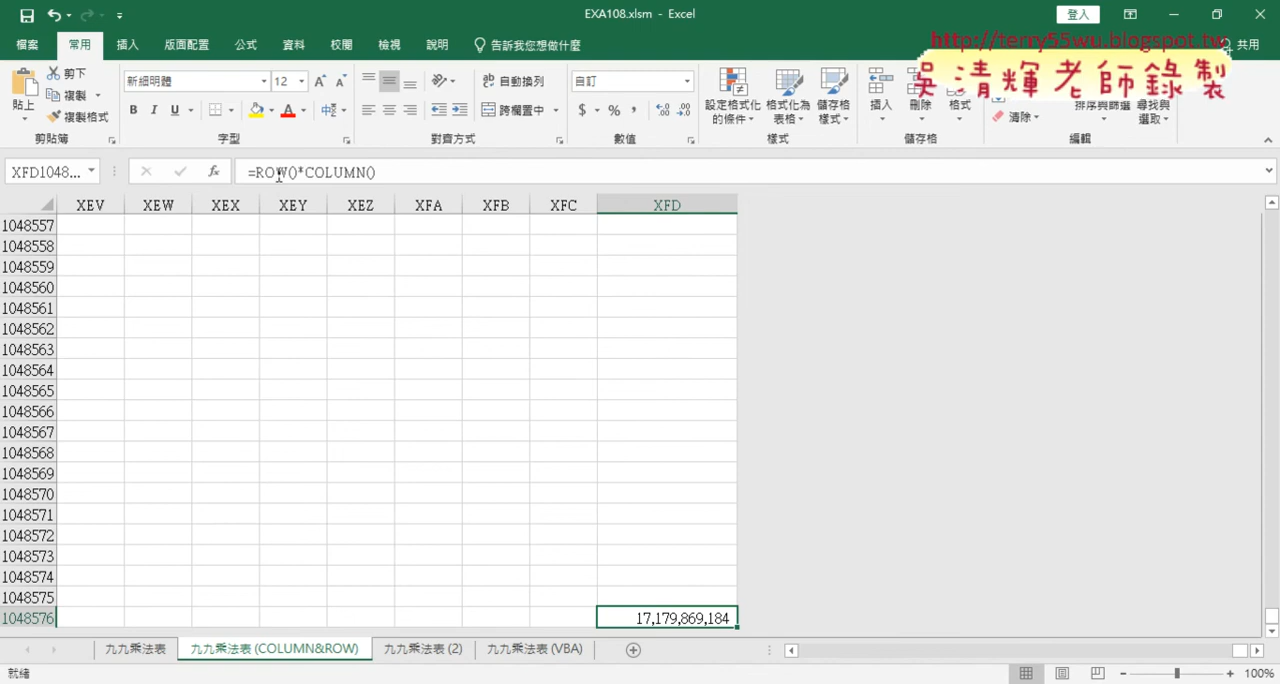 EXA108.xlsm - Excel
登入
檔案 常用 插入 版面配置 公式 資料 校閱 檢視 說明 告訴我您想做什麼 共用
http://terry55wu.blogspot.tw
吳清輝老師錄製
貼上 剪下 複製 複製格式 剪貼簿
新細明體 12 B I U A 中 字型
自動換列 跨欄置中 對齊方式
自訂 $ % , 數值
設定格式化的條件 格式化為表格 儲存格樣式 樣式
插入 刪除 格式 儲存格
清除 排序與篩選 尋找與選取 編輯
XFD1048... fx =ROW()*COLUMN()
XEV XEW XEX XEY XEZ XFA XFB XFC XFD
1048557
1048558
1048559
1048560
1048561
1048562
1048563
1048564
1048565
1048566
1048567
1048568
1048569
1048570
1048571
1048572
1048573
1048574
1048575
1048576 17,179,869,184
九九乘法表 九九乘法表 (COLUMN&ROW) 九九乘法表 (2) 九九乘法表 (VBA)
就緒 100%